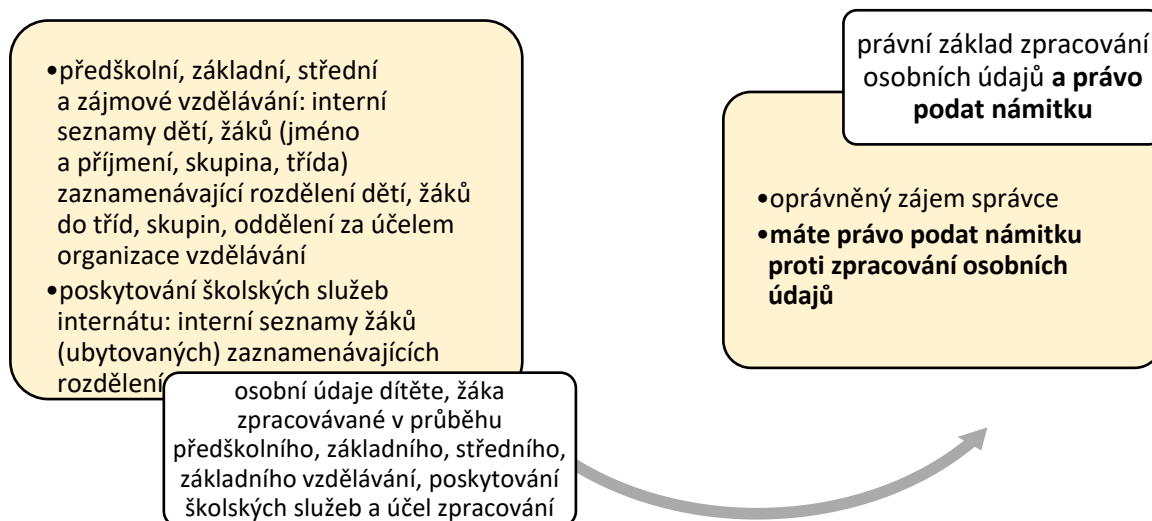 •předškolní, základní, střední
a zájmové vzdělávání: interní
seznamy dětí, žáků (jméno
a příjmení, skupina, třída)
zaznamenávající rozdělení dětí, žáků
do tříd, skupin, oddělení za účelem
organizace vzdělávání
•poskytování školských služeb
internátu: interní seznamy žáků
(ubytovaných) zaznamenávajících
rozdělení
osobní údaje dítěte, žáka
zpracovávané v průběhu
předškolního, základního, středního,
základního vzdělávání, poskytování
školských služeb a účel zpracování
právní základ zpracování
osobních údajů a právo
podat námitku
•oprávněný zájem správce
•máte právo podat námitku
proti zpracování osobních
údajů